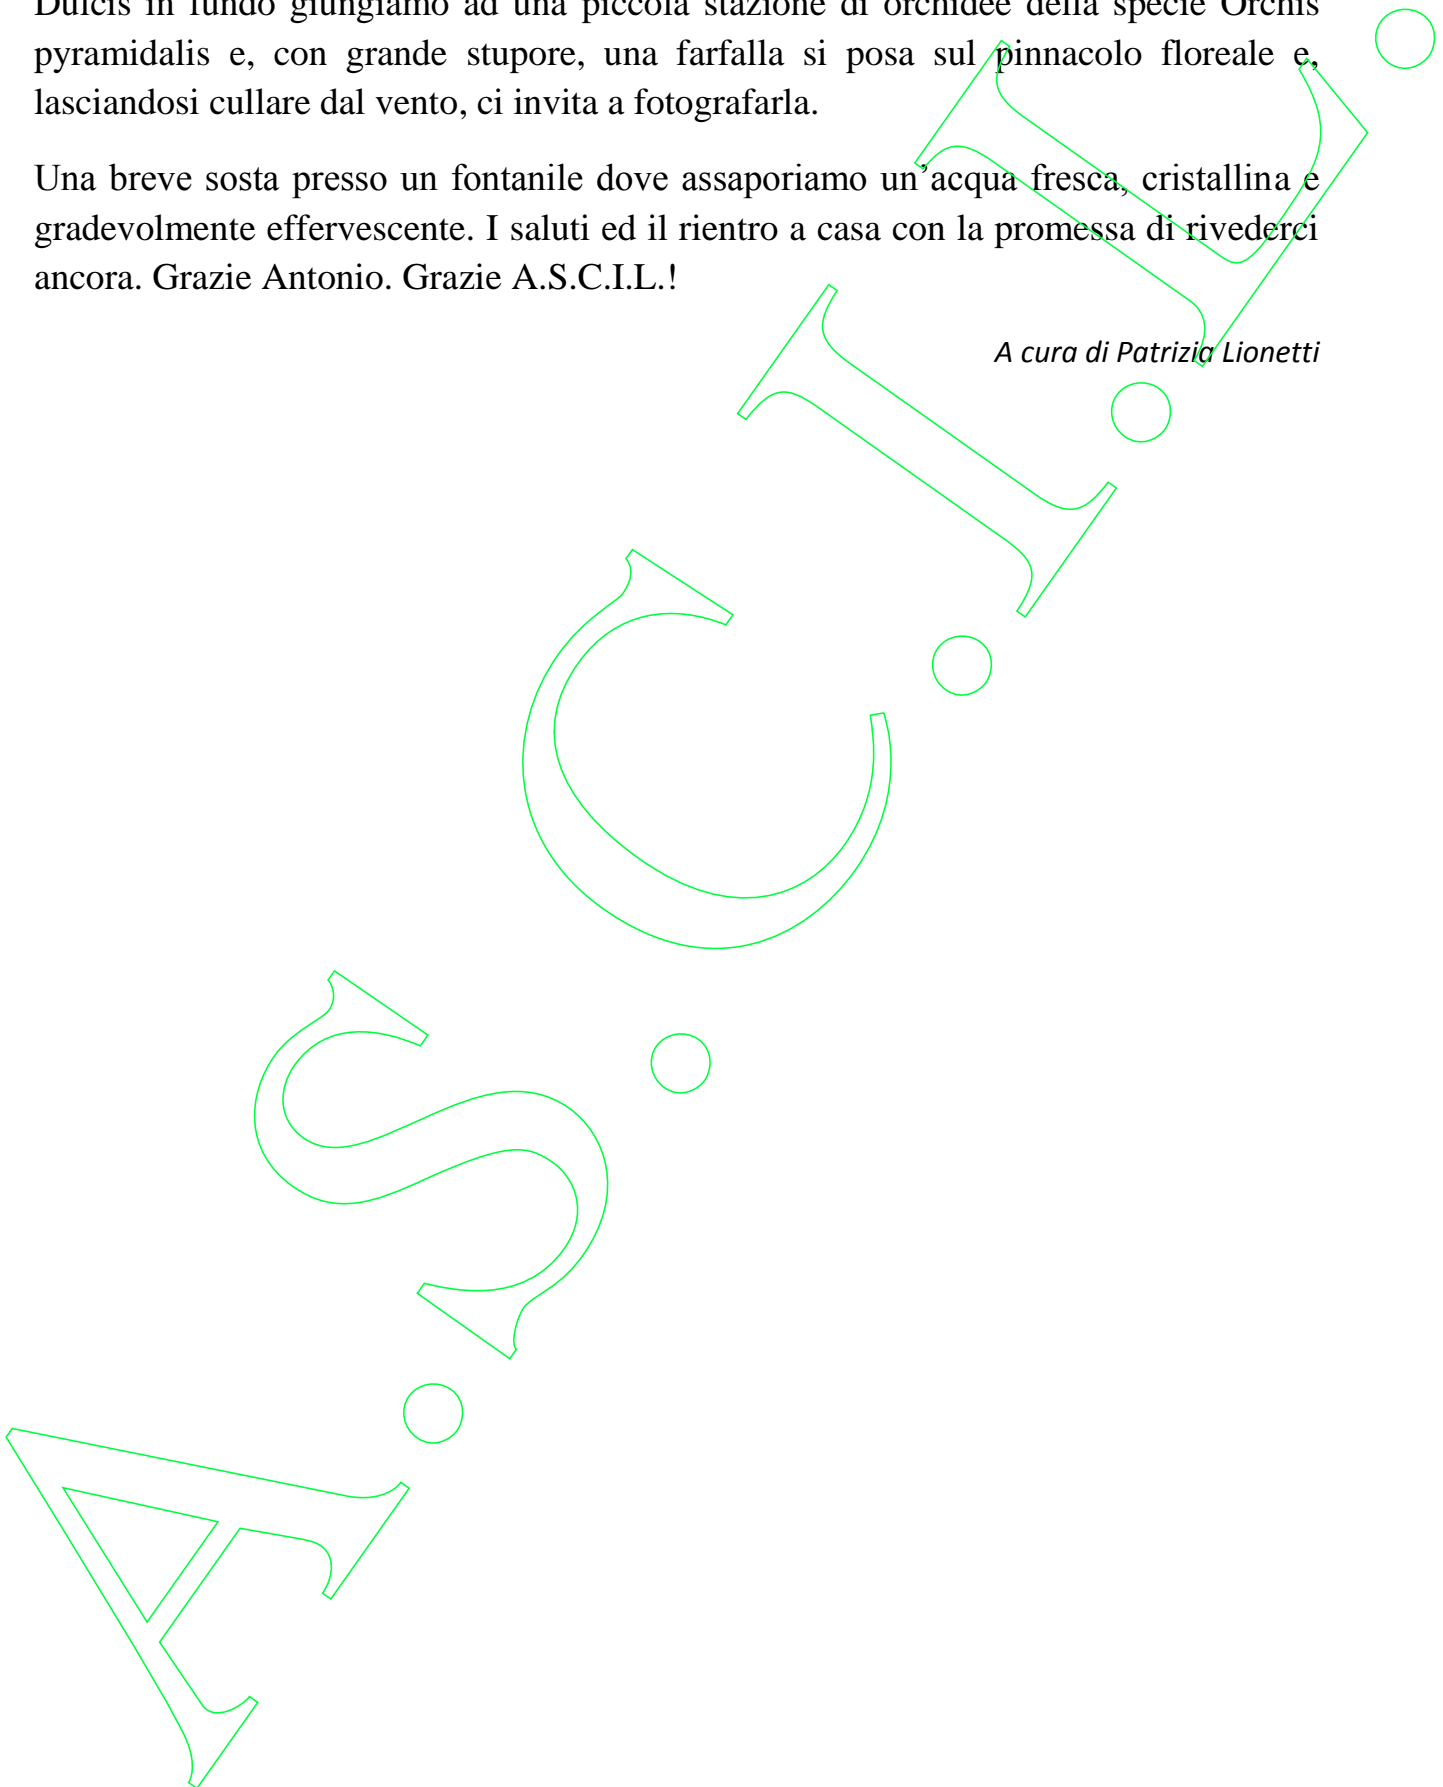 Dulcis in fundo giungiamo ad una piccola stazione di orchidee della specie Orchis
pyramidalis e, con grande stupore, una farfalla si posa sul pinnacolo floreale e,
lasciandosi cullare dal vento, ci invita a fotografarla.
Una breve sosta presso un fontanile dove assaporiamo un’acqua fresca, cristallina e
gradevolmente effervescente. I saluti ed il rientro a casa con la promessa di rivederci
ancora. Grazie Antonio. Grazie A.S.C.I.L.!
A cura di Patrizia Lionetti
A.S.C.I.L.